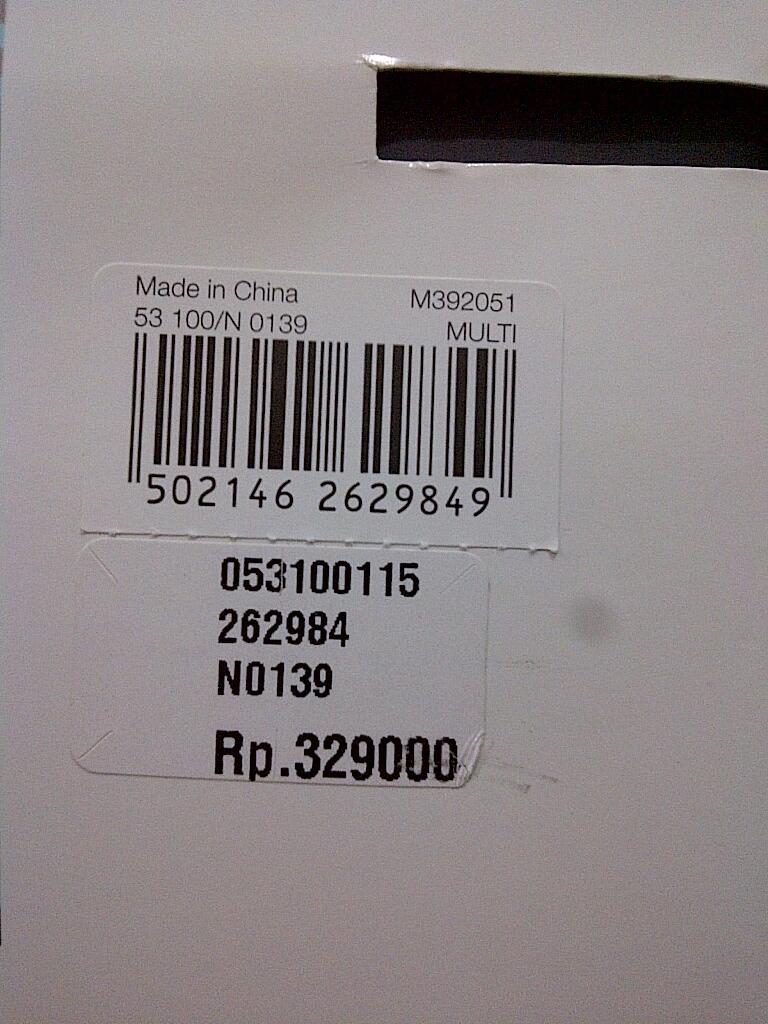 Made in China M392051
53 100/N 0139 MULTI
502146 2629849
053100115
262984
N0139
Rp.329000